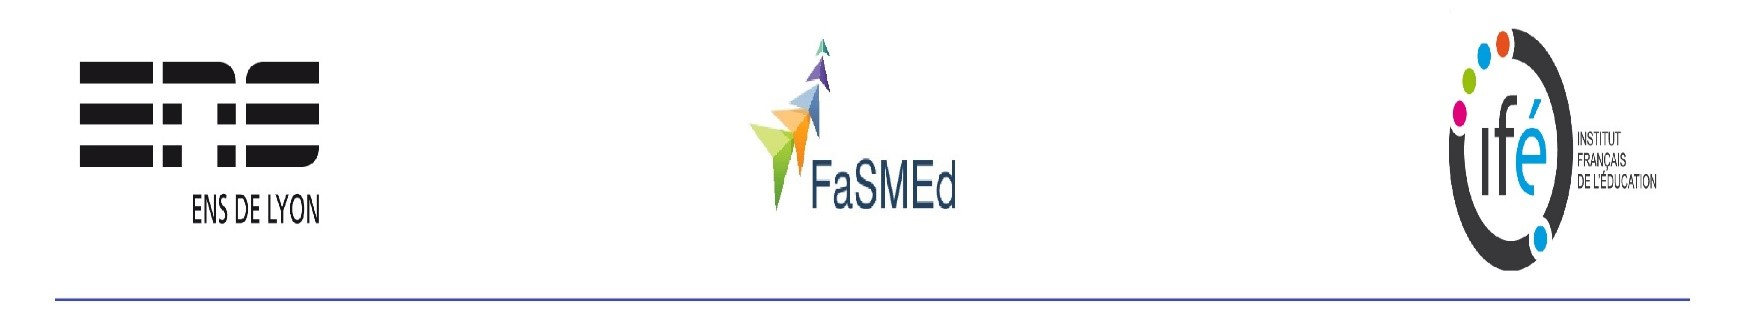 ens
ENS DE LYON
FaSMEd
ifé
INSTITUT
FRANÇAIS
DE L'ÉDUCATION